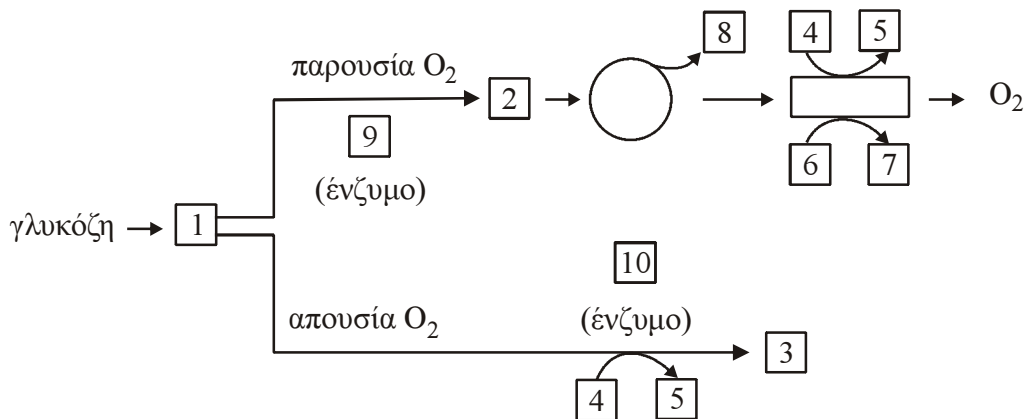 8 4 5
παρουσία O₂
2 O₂
9
6 7
(ένζυμο)
γλυκόζη 1
10
απουσία O₂ (ένζυμο)
3
4 5